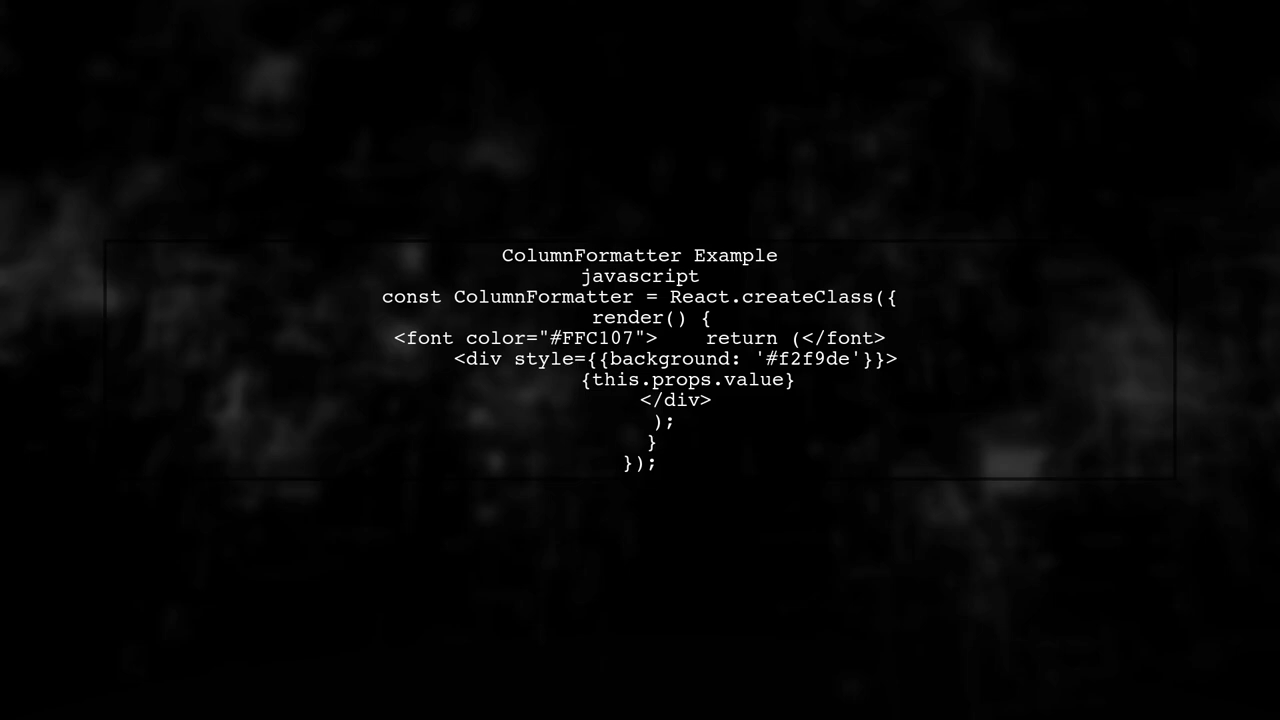 ColumnFormatter Example
javascript
const ColumnFormatter = React.createClass({
render() {
<font color="#FFC107">    return (</font>
<div style={{background: '#f2f9de'}}>
{this.props.value}
</div>
);
}
});